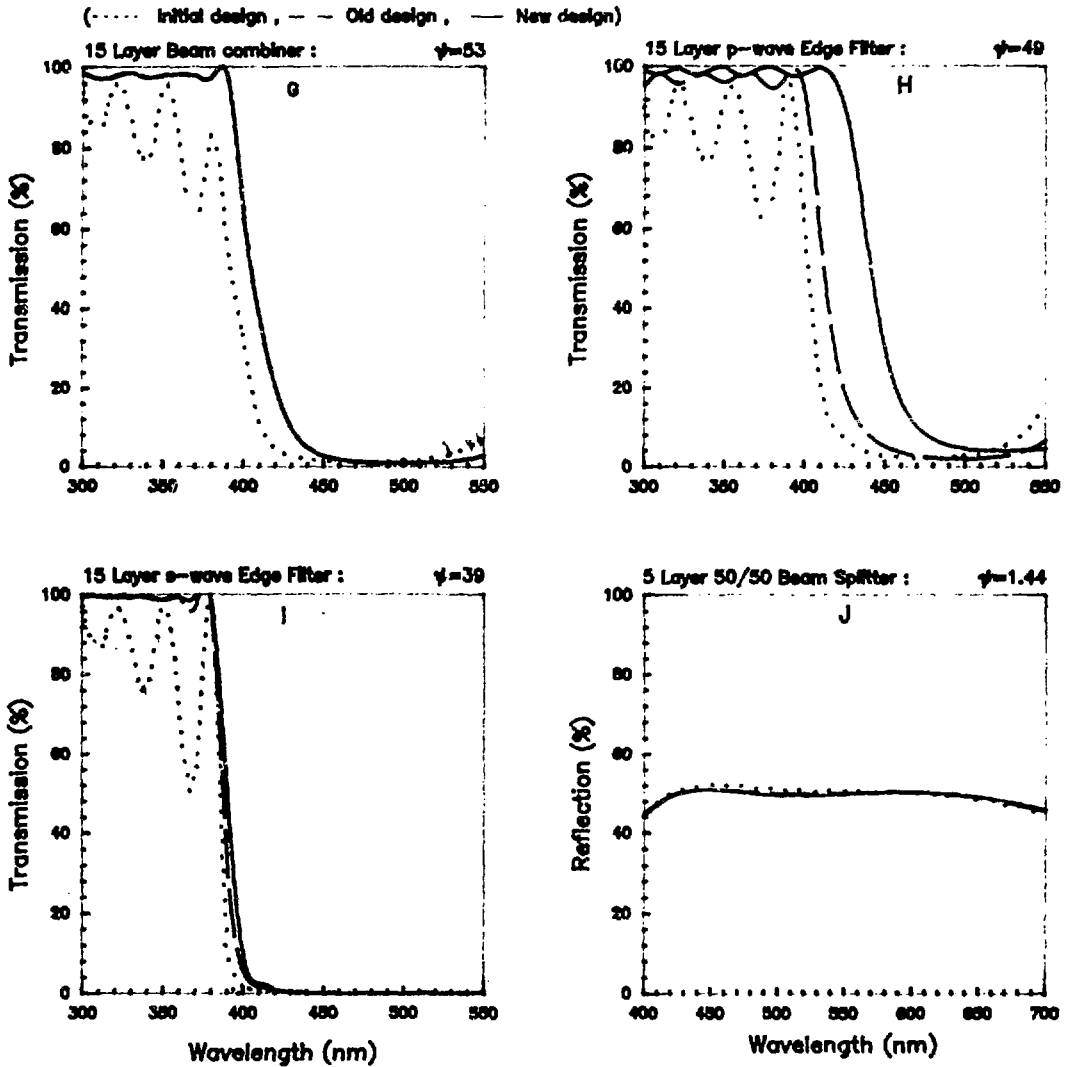 (····· Initial design , — — Old design , —— New design)
15 Layer Beam combiner : ψ=53
G
Transmission (%)
100
80
60
40
20
0
300 350 400 450 500 550
15 Layer p-wave Edge Filter : ψ=49
H
Transmission (%)
100
80
60
40
20
0
300 350 400 450 500 550
15 Layer s-wave Edge Filter : ψ=39
I
Transmission (%)
100
80
60
40
20
0
300 350 400 450 500 550
Wavelength (nm)
5 Layer 50/50 Beam Splitter : ψ=1.44
J
Reflection (%)
100
80
60
40
20
0
400 450 500 550 600 650 700
Wavelength (nm)